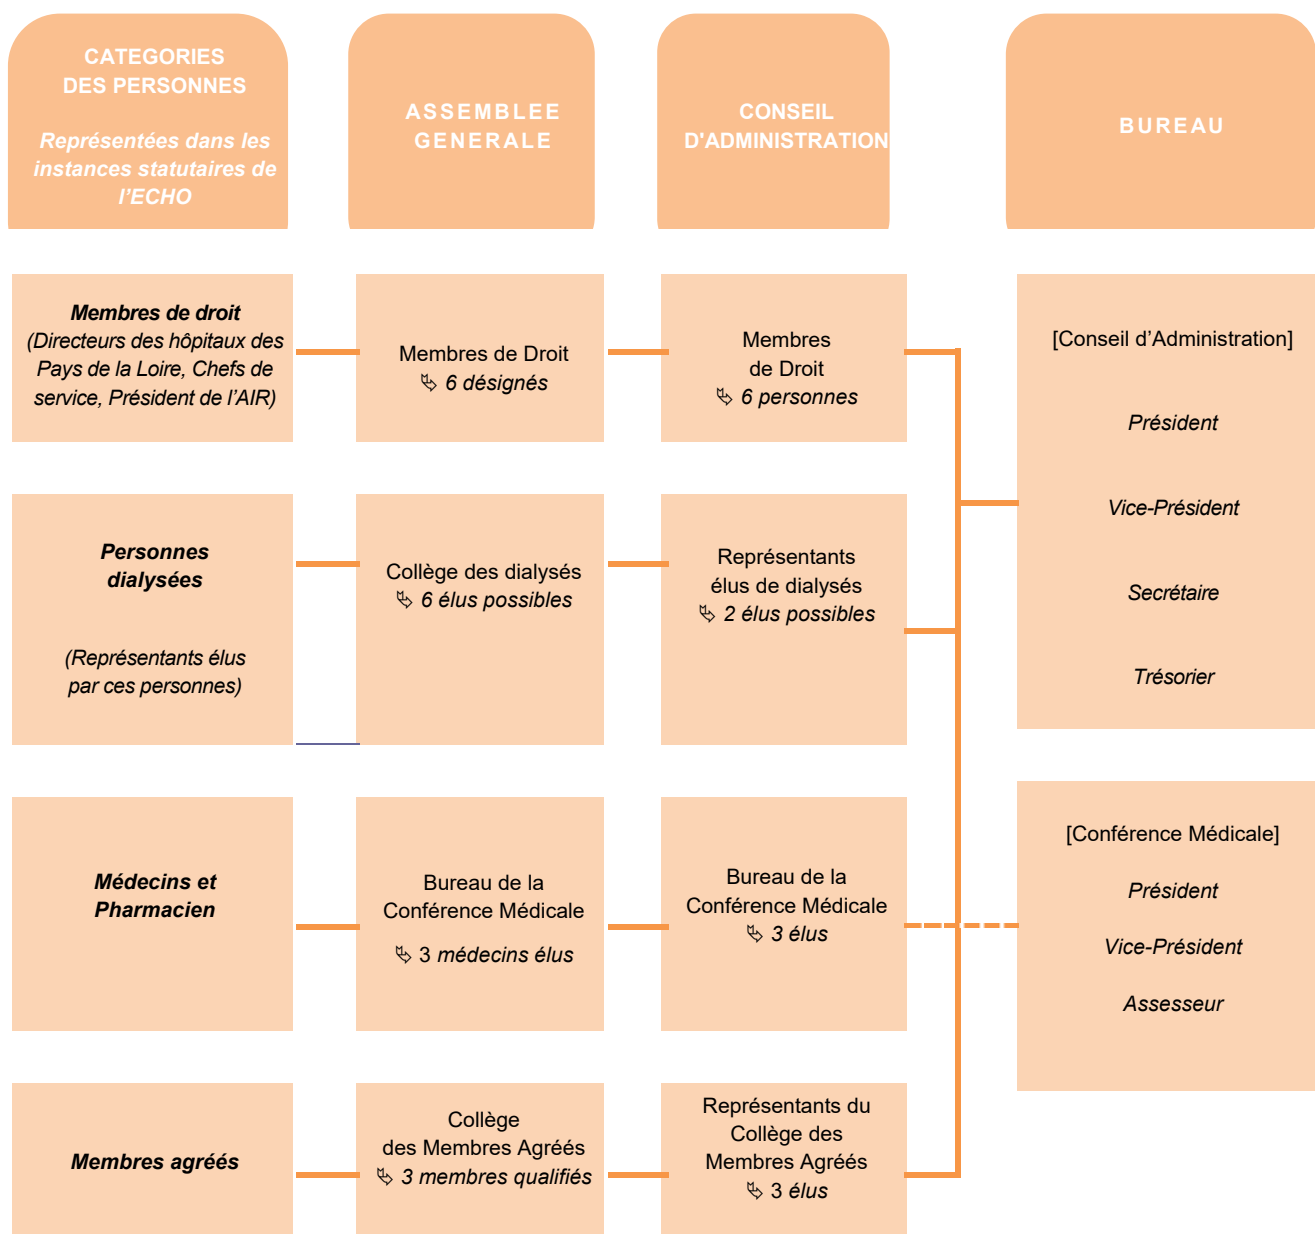 CATEGORIES
DES PERSONNES
Représentées dans les
instances statutaires de
l’ECHO
ASSEMBLEE
GENERALE
CONSEIL
D'ADMINISTRATION
BUREAU
Membres de droit
(Directeurs des hôpitaux des
Pays de la Loire, Chefs de
service, Président de l’AIR)
Membres de Droit
↳ 6 désignés
Membres
de Droit
↳ 6 personnes
[Conseil d’Administration]
Président
Vice-Président
Secrétaire
Trésorier
Personnes
dialysées
(Représentants élus
par ces personnes)
Collège des dialysés
↳ 6 élus possibles
Représentants
élus de dialysés
↳ 2 élus possibles
Médecins et
Pharmacien
Bureau de la
Conférence Médicale
↳ 3 médecins élus
Bureau de la
Conférence Médicale
↳ 3 élus
[Conférence Médicale]
Président
Vice-Président
Assesseur
Membres agréés
Collège
des Membres Agréés
↳ 3 membres qualifiés
Représentants du
Collège des
Membres Agréés
↳ 3 élus